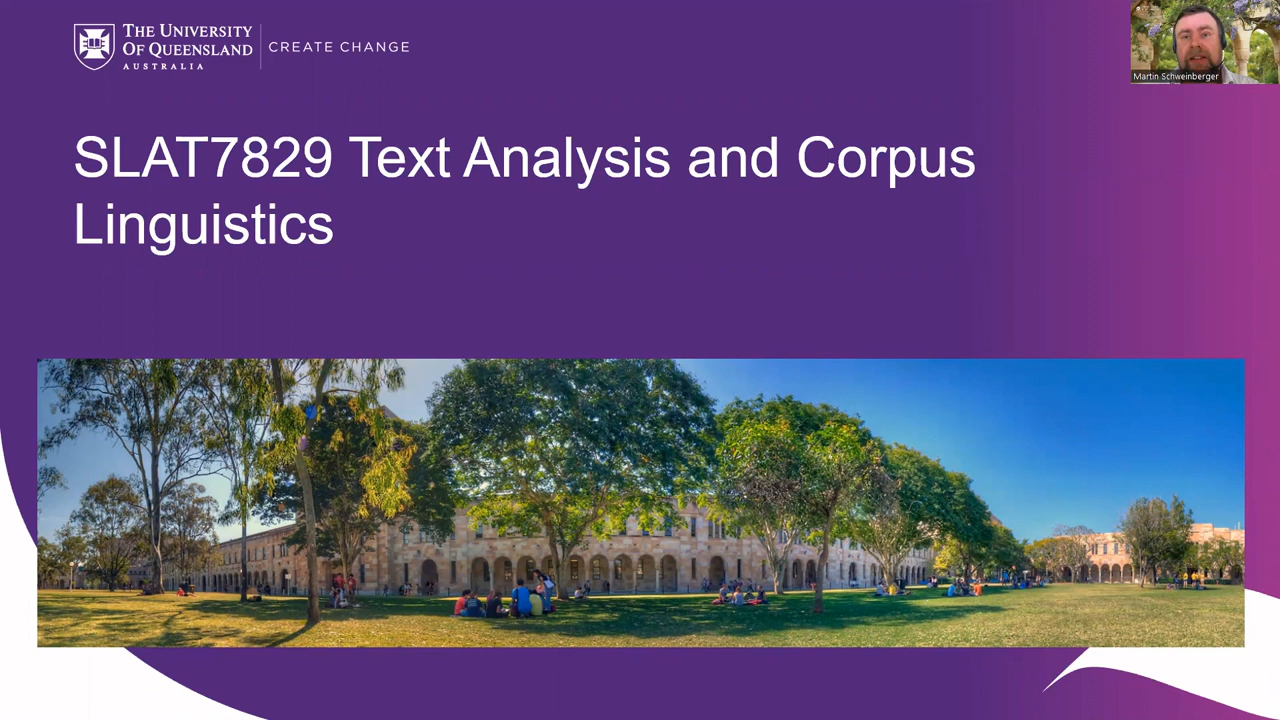 THE UNIVERSITY
OF QUEENSLAND
AUSTRALIA
CREATE CHANGE
Martin Schweinberger
SLAT7829 Text Analysis and Corpus
Linguistics